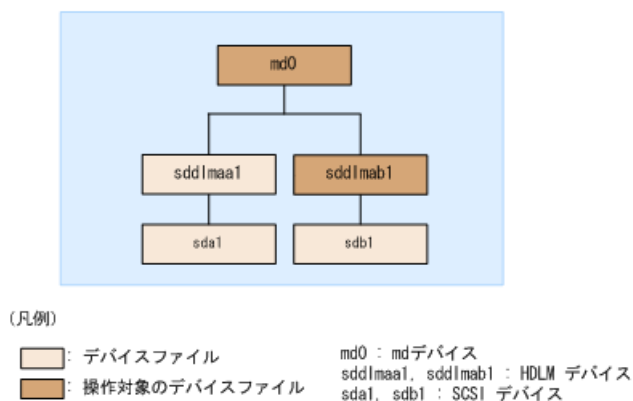 md0
sddlmaa1
sddlmab1
sda1
sdb1
(凡例)
: デバイスファイル
: 操作対象のデバイスファイル
md0 : mdデバイス
sddlmaa1, sddlmab1 : HDLM デバイス
sda1, sdb1 : SCSI デバイス